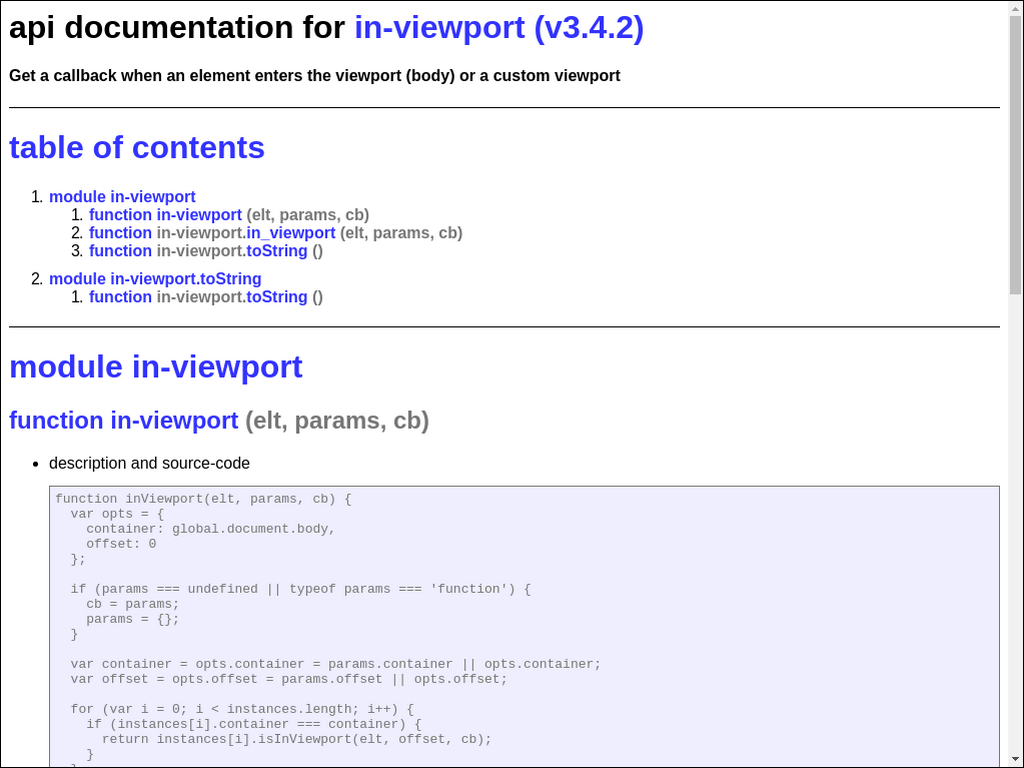 api documentation for in-viewport (v3.4.2)
Get a callback when an element enters the viewport (body) or a custom viewport
table of contents
1. module in-viewport
1. function in-viewport (elt, params, cb)
2. function in-viewport.in_viewport (elt, params, cb)
3. function in-viewport.toString ()
2. module in-viewport.toString
1. function in-viewport.toString ()
module in-viewport
function in-viewport (elt, params, cb)
• description and source-code
function inViewport(elt, params, cb) {
  var opts = {
    container: global.document.body,
    offset: 0
  };
  if (params === undefined || typeof params === 'function') {
    cb = params;
    params = {};
  }
  var container = opts.container = params.container || opts.container;
  var offset = opts.offset = params.offset || opts.offset;
  for (var i = 0; i < instances.length; i++) {
    if (instances[i].container === container) {
      return instances[i].isInViewport(elt, offset, cb);
    }